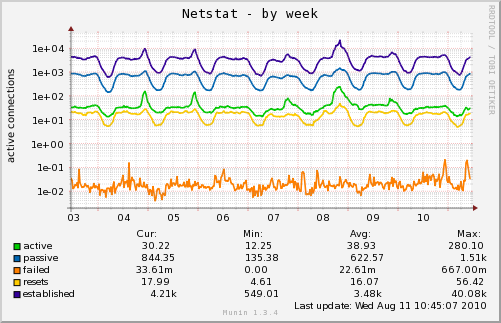 Netstat - by week
RRDTOOL / TOBI OETIKER
active connections
1e+04
1e+03
1e+02
1e+01
1e+00
1e-01
1e-02
03 04 05 06 07 08 09 10
Cur: Min: Avg: Max:
active 30.22 12.25 38.93 280.10
passive 844.35 135.38 622.57 1.51k
failed 33.61m 0.00 22.61m 667.00m
resets 17.99 4.61 16.07 56.42
established 4.21k 549.01 3.48k 40.08k
Last update: Wed Aug 11 10:45:07 2010
Munin 1.3.4